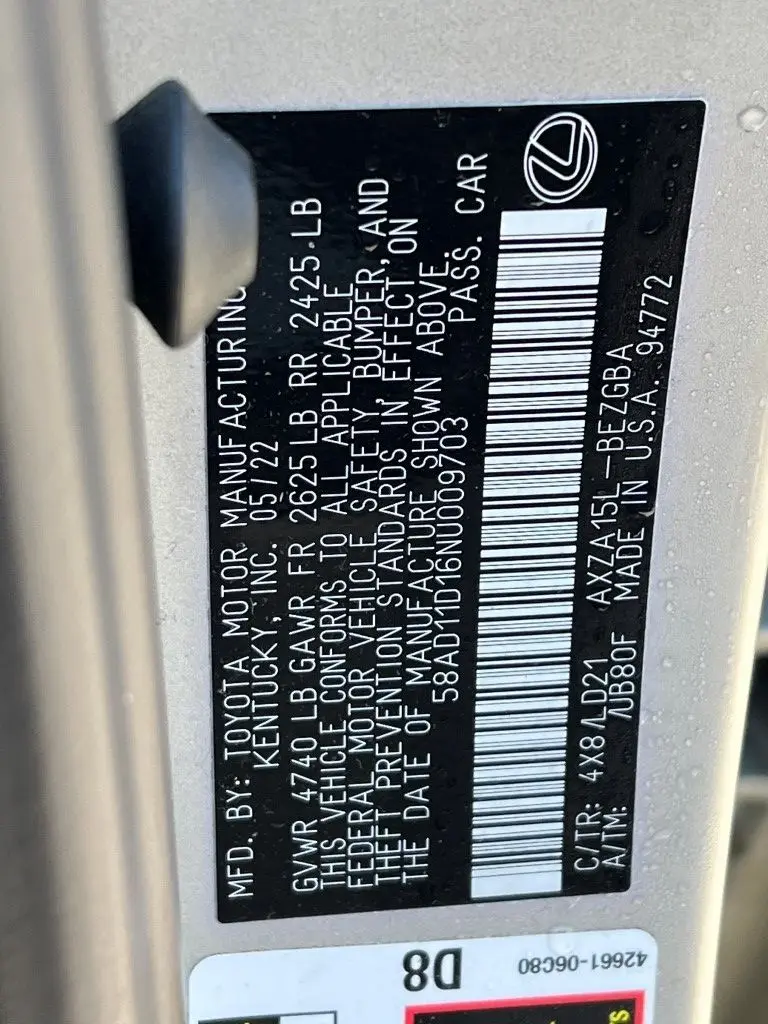 MFD. BY: TOYOTA MOTOR MANUFACTURING
KENTUCKY, INC. 05/22
GVWR 4740 LB GAWR FR 2625 LB RR 2425 LB
THIS VEHICLE CONFORMS TO ALL APPLICABLE
FEDERAL MOTOR VEHICLE SAFETY, BUMPER, AND
THEFT PREVENTION STANDARDS IN EFFECT ON
THE DATE OF MANUFACTURE SHOWN ABOVE.
58AD11D16NU009703 PASS. CAR
C/TR: 4X8/LD21 AXZA15L-BEZGBA
A/TM: /UB80F MADE IN U.S.A. 94772
D8
42661-06C80